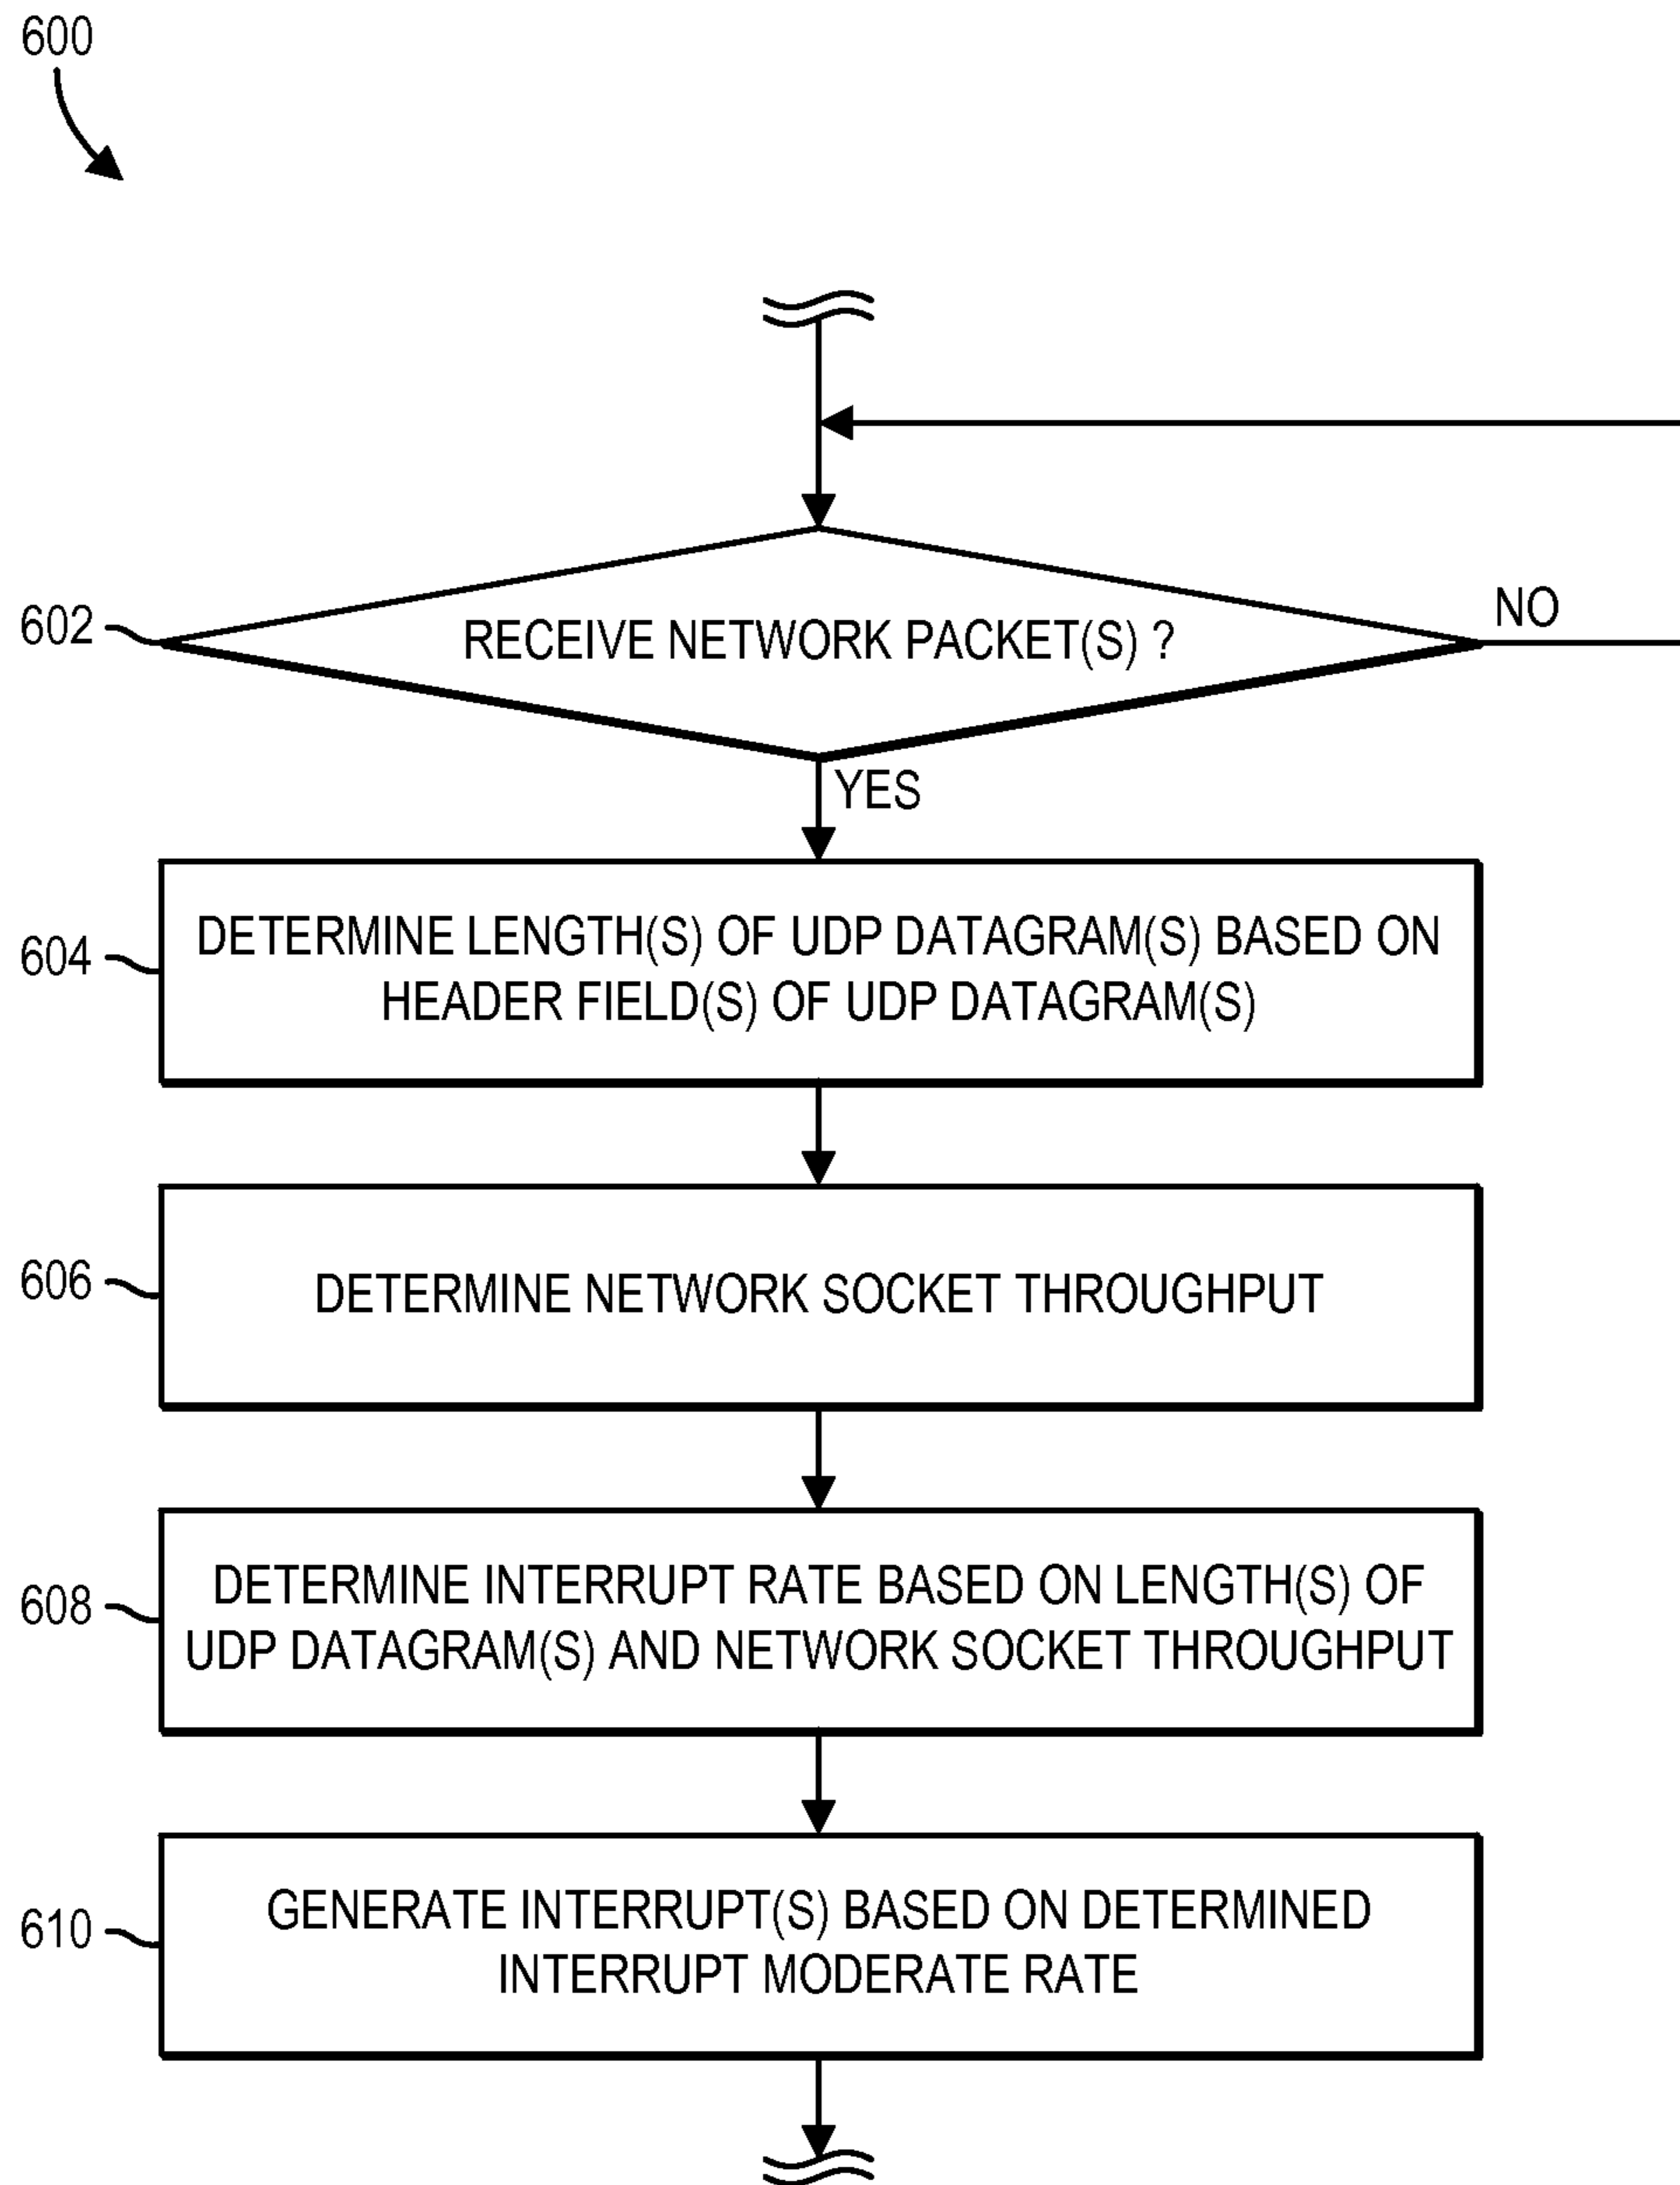 600
602
RECEIVE NETWORK PACKET(S) ?
NO
YES
604
DETERMINE LENGTH(S) OF UDP DATAGRAM(S) BASED ON
HEADER FIELD(S) OF UDP DATAGRAM(S)
606
DETERMINE NETWORK SOCKET THROUGHPUT
608
DETERMINE INTERRUPT RATE BASED ON LENGTH(S) OF
UDP DATAGRAM(S) AND NETWORK SOCKET THROUGHPUT
610
GENERATE INTERRUPT(S) BASED ON DETERMINED
INTERRUPT MODERATE RATE